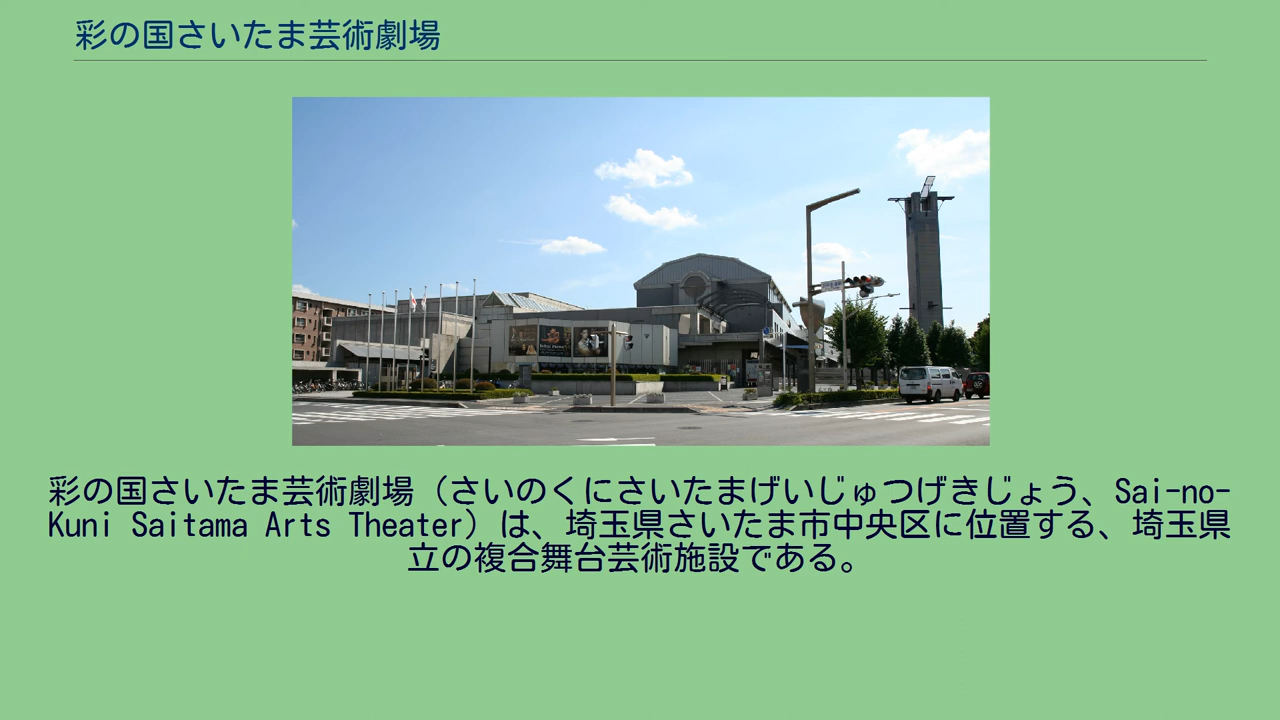 彩の国さいたま芸術劇場
彩の国さいたま芸術劇場（さいのくにさいたまげいじゅつげきじょう、Sai-no-
Kuni Saitama Arts Theater）は、埼玉県さいたま市中央区に位置する、埼玉県
立の複合舞台芸術施設である。